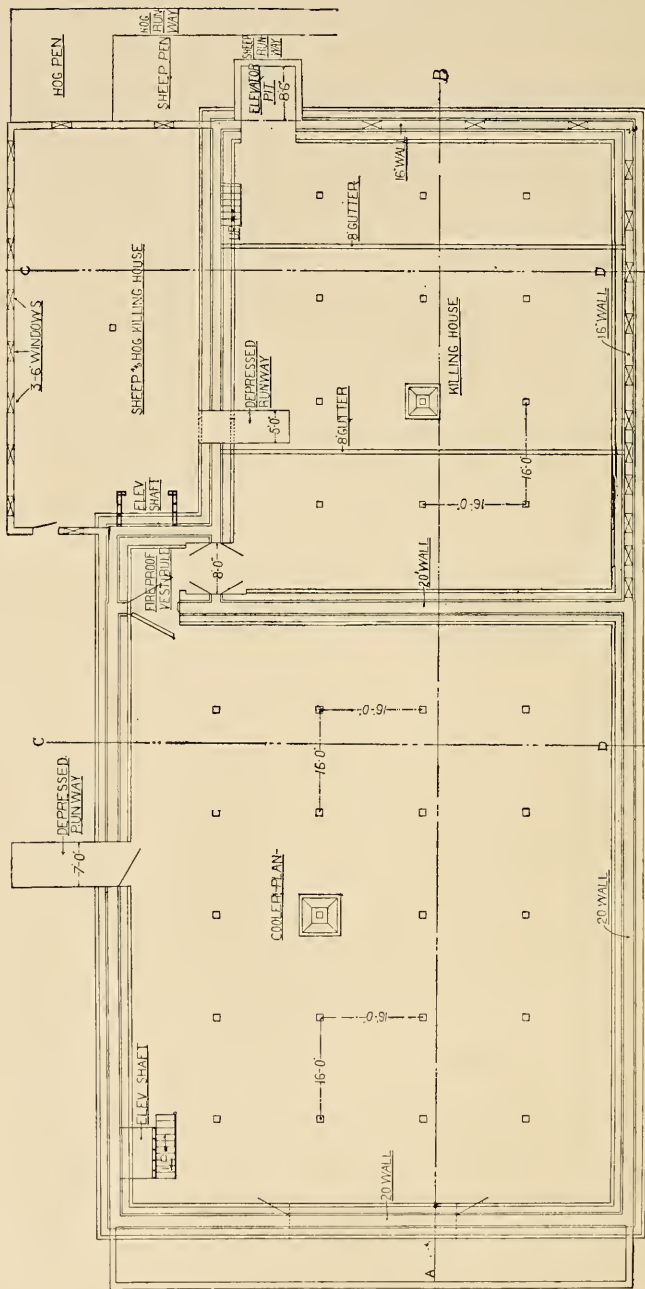 HOG PEN
HOG
RUN
WAY
SHEEP PEN
SHEEP
RUN
WAY
ELEVATOR
PIT
8'6"
B
C
3'-6" WINDOWS
SHEEP & HOG KILLING HOUSE
UP
16" WALL
8" GUTTER
D
16" WALL
DEPRESSED
RUNWAY
5'-0"
KILLING HOUSE
8" GUTTER
16'-0"
16'-0"
ELEV
SHAFT
FIREPROOF
VESTIBULE
8'-0"
20" WALL
C
16'-0"
16'-0"
D
DEPRESSED
RUNWAY
7'-0"
COOLER PLAN
20 WALL
16'-0"
16'-0"
ELEV SHAFT
UP
20 WALL
A